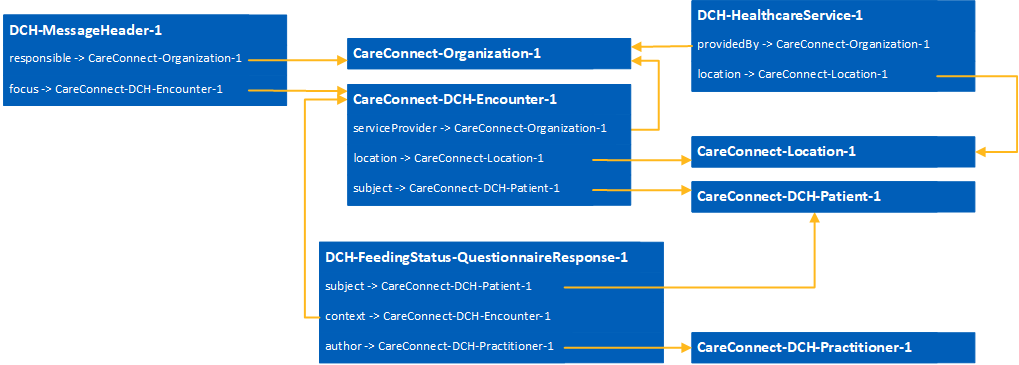 DCH-MessageHeader-1
responsible -> CareConnect-Organization-1
focus -> CareConnect-DCH-Encounter-1
CareConnect-Organization-1
CareConnect-DCH-Encounter-1
serviceProvider -> CareConnect-Organization-1
location -> CareConnect-Location-1
subject -> CareConnect-DCH-Patient-1
DCH-HealthcareService-1
providedBy -> CareConnect-Organization-1
location -> CareConnect-Location-1
CareConnect-Location-1
CareConnect-DCH-Patient-1
DCH-FeedingStatus-QuestionnaireResponse-1
subject -> CareConnect-DCH-Patient-1
context -> CareConnect-DCH-Encounter-1
author -> CareConnect-DCH-Practitioner-1
CareConnect-DCH-Practitioner-1